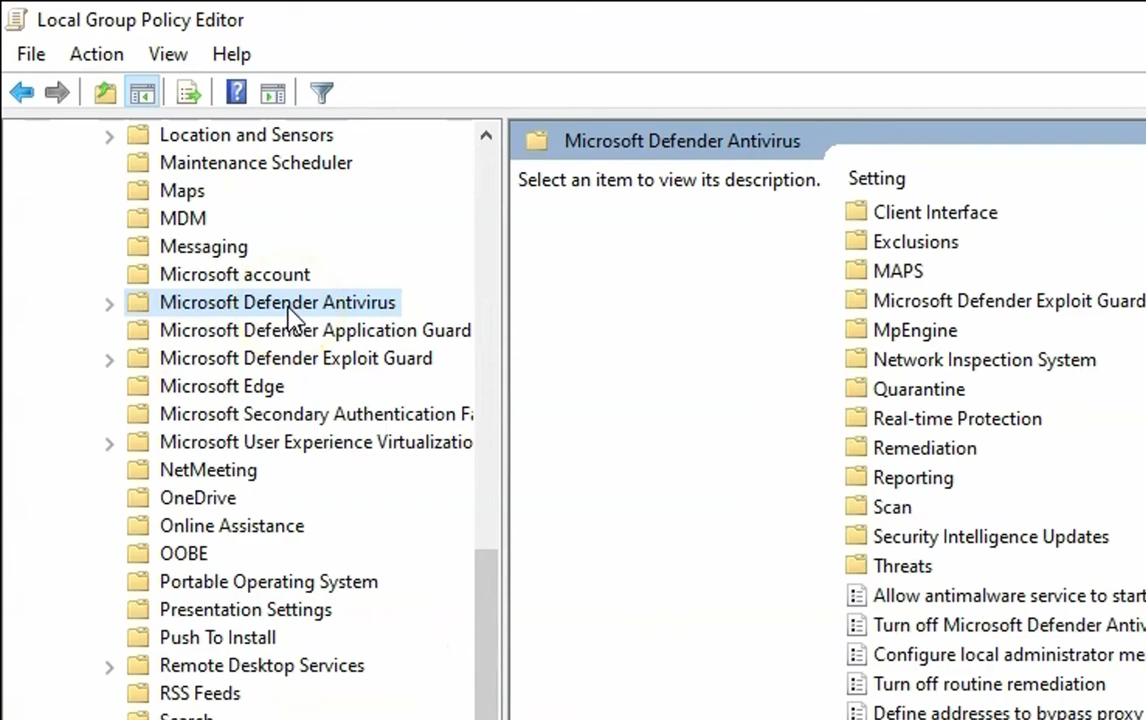 Local Group Policy Editor
File Action View Help
Location and Sensors
Maintenance Scheduler
Maps
MDM
Messaging
Microsoft account
Microsoft Defender Antivirus
Microsoft Defender Application Guard
Microsoft Defender Exploit Guard
Microsoft Edge
Microsoft Secondary Authentication Fa
Microsoft User Experience Virtualizatio
NetMeeting
OneDrive
Online Assistance
OOBE
Portable Operating System
Presentation Settings
Push To Install
Remote Desktop Services
RSS Feeds
Search
Microsoft Defender Antivirus
Select an item to view its description.
Setting
Client Interface
Exclusions
MAPS
Microsoft Defender Exploit Guard
MpEngine
Network Inspection System
Quarantine
Real-time Protection
Remediation
Reporting
Scan
Security Intelligence Updates
Threats
Allow antimalware service to start
Turn off Microsoft Defender Antiv
Configure local administrator me
Turn off routine remediation
Define addresses to bypass proxy